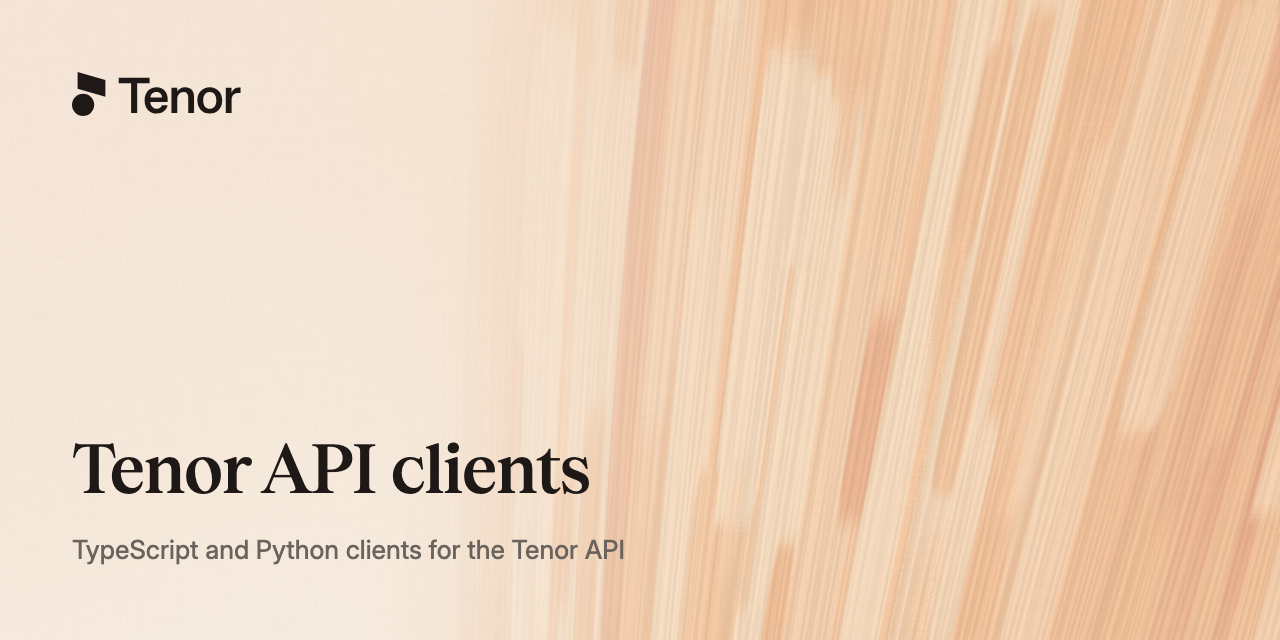 Tenor
Tenor API clients
TypeScript and Python clients for the Tenor API